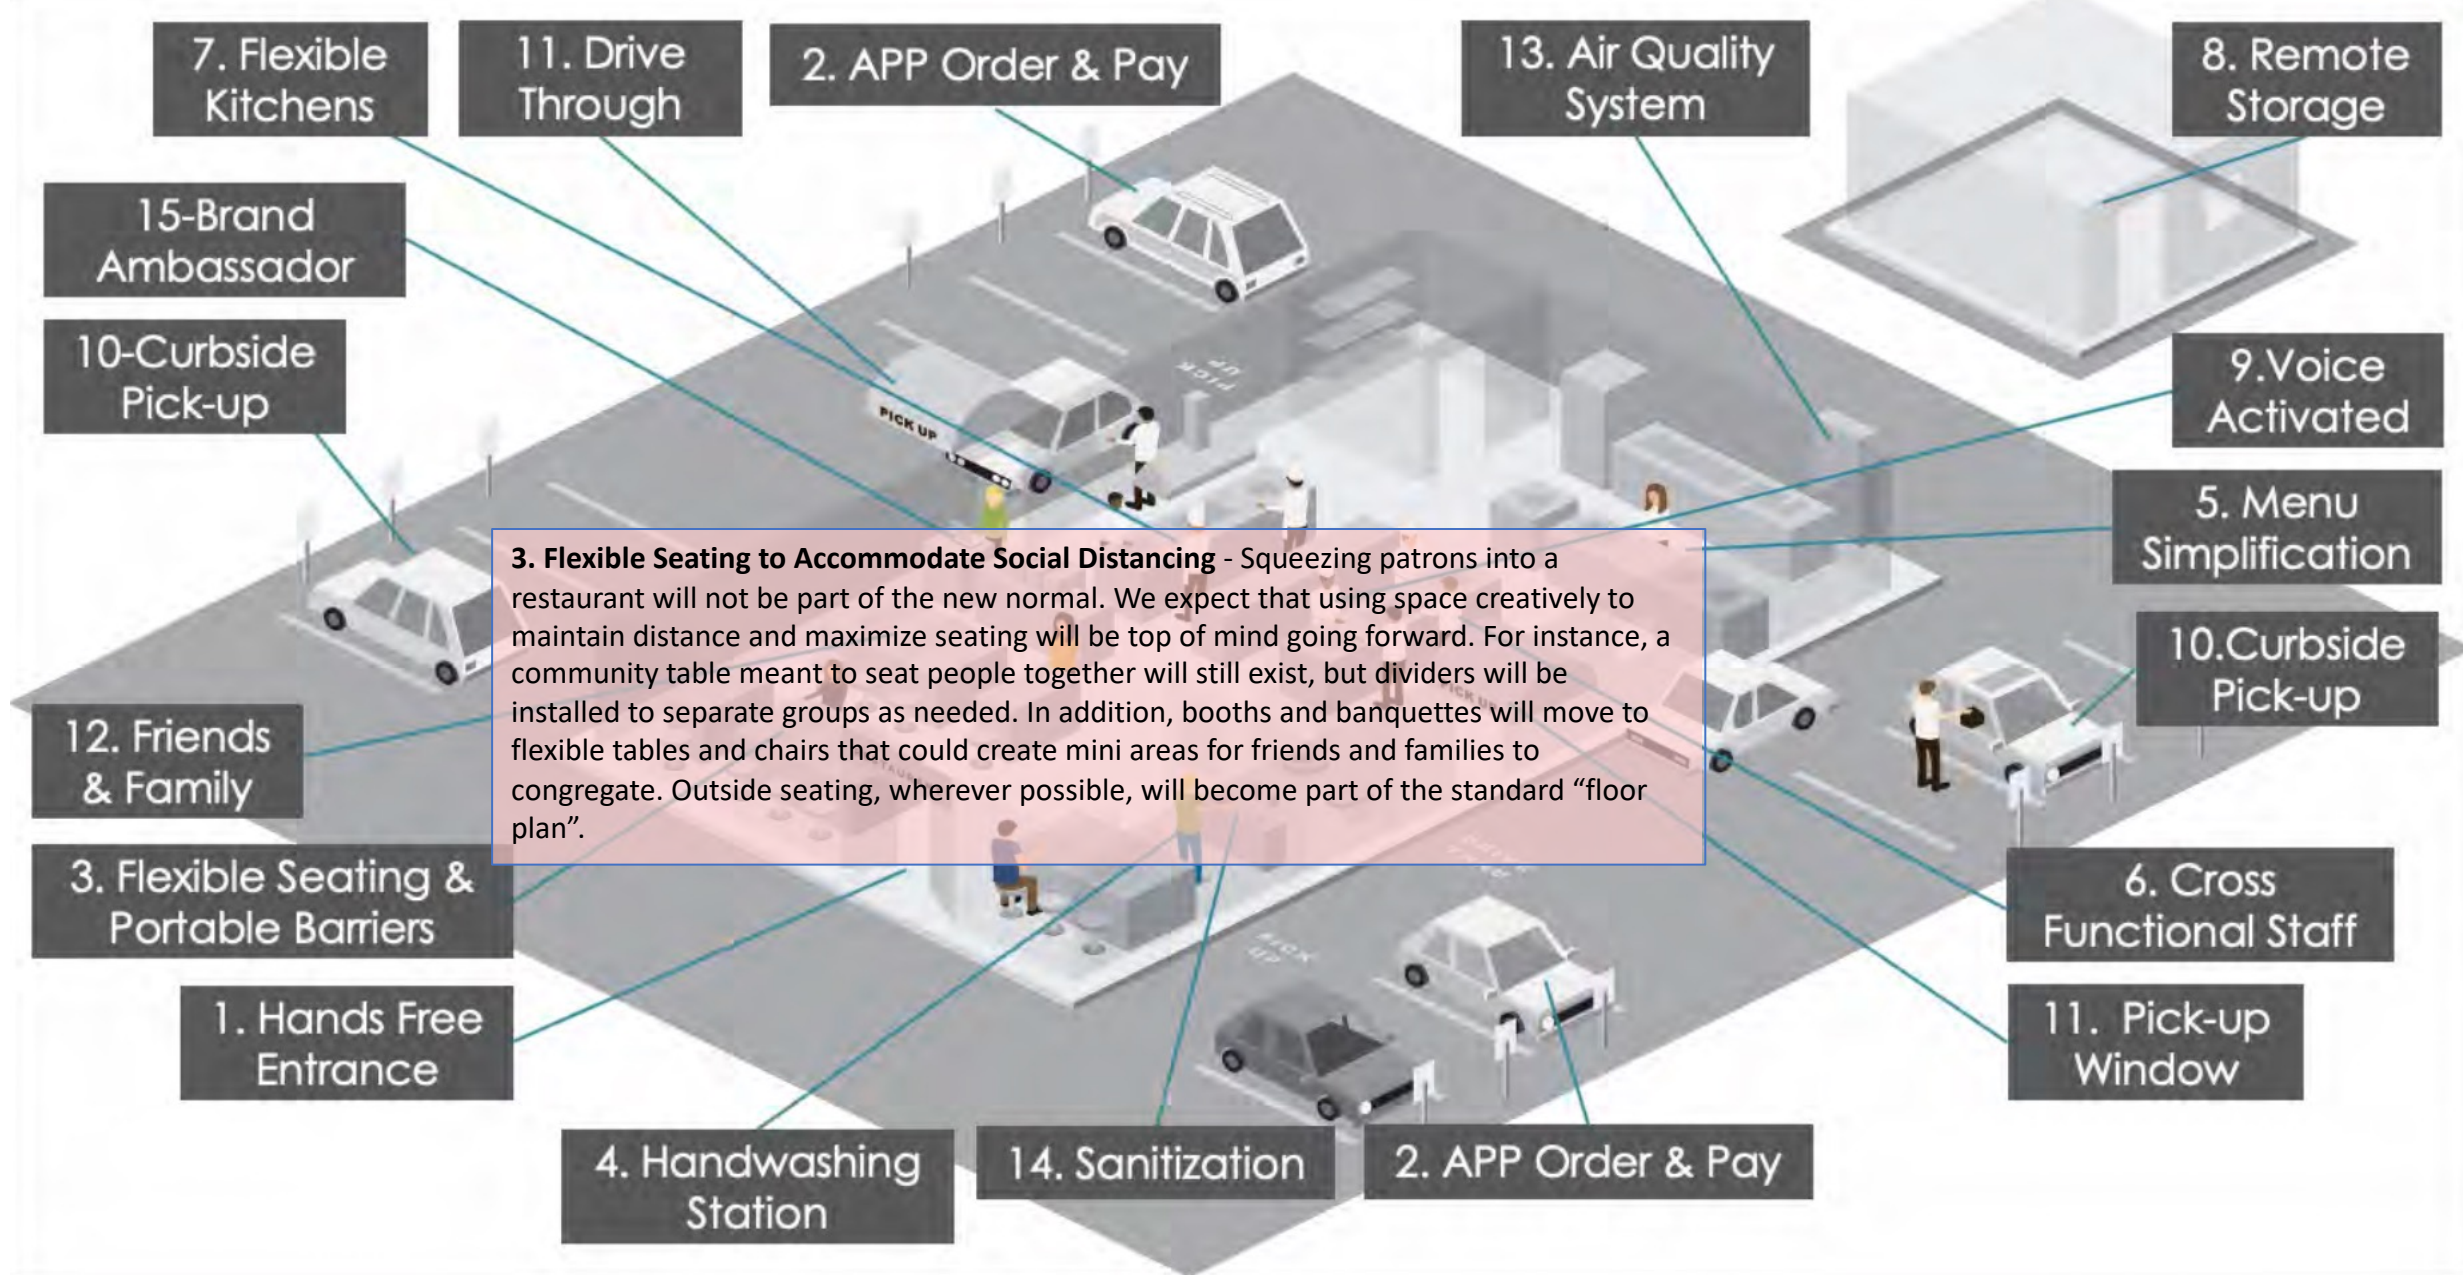 7. Flexible
Kitchens
11. Drive
Through
2. APP Order & Pay
13. Air Quality
System
8. Remote
Storage
15-Brand
Ambassador
10-Curbside
Pick-up
9.Voice
Activated
5. Menu
Simplification
PICK
UP
PICK UP
3. Flexible Seating to Accommodate Social Distancing - Squeezing patrons into a
restaurant will not be part of the new normal. We expect that using space creatively to
maintain distance and maximize seating will be top of mind going forward. For instance, a
community table meant to seat people together will still exist, but dividers will be
installed to separate groups as needed. In addition, booths and banquettes will move to
flexible tables and chairs that could create mini areas for friends and families to
congregate. Outside seating, wherever possible, will become part of the standard “floor
plan”.
PICK UP
10.Curbside
Pick-up
12. Friends
& Family
3. Flexible Seating &
Portable Barriers
6. Cross
Functional Staff
PICK
UP
1. Hands Free
Entrance
11. Pick-up
Window
4. Handwashing
Station
14. Sanitization
2. APP Order & Pay